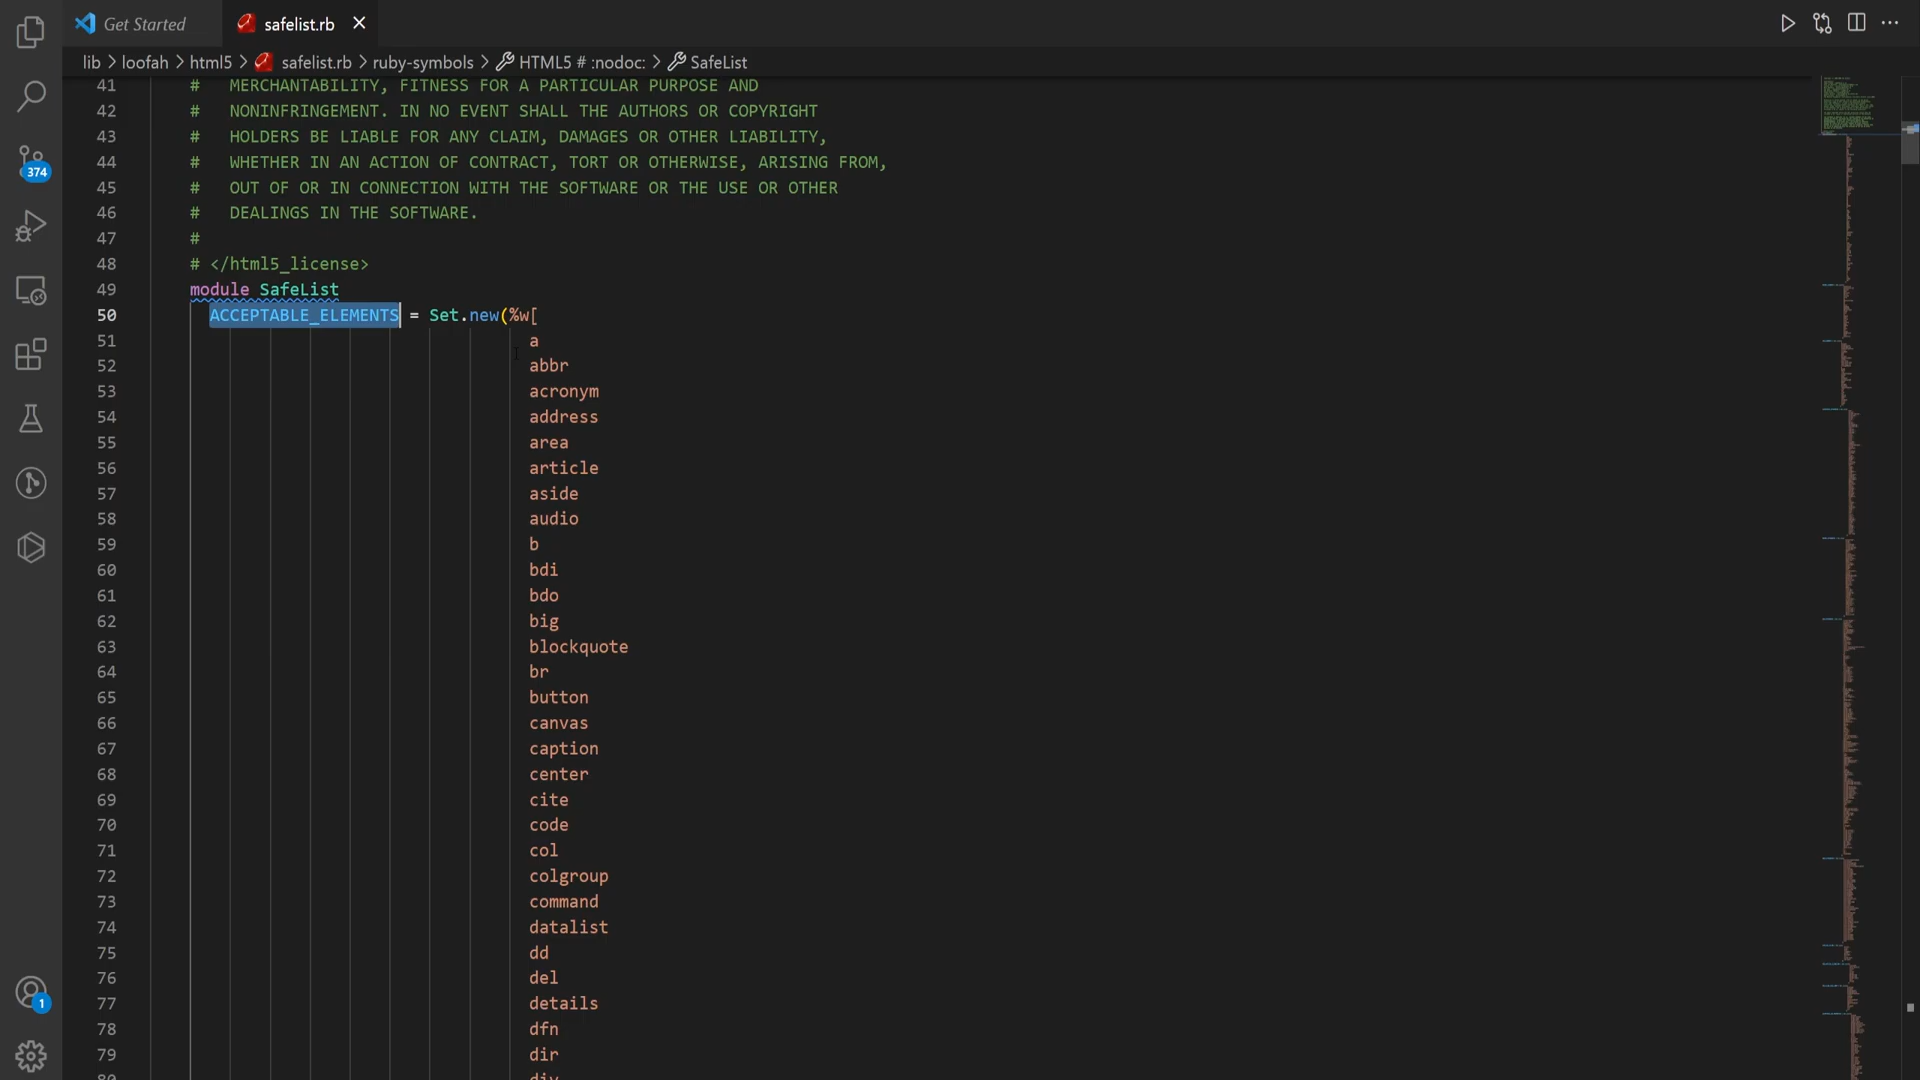 Get Started
safelist.rb
lib > loofah > html5 > safelist.rb > ruby-symbols > HTML5 # :nodoc: > SafeList
41 # MERCHANTABILITY, FITNESS FOR A PARTICULAR PURPOSE AND
42 # NONINFRINGEMENT. IN NO EVENT SHALL THE AUTHORS OR COPYRIGHT
43 # HOLDERS BE LIABLE FOR ANY CLAIM, DAMAGES OR OTHER LIABILITY,
44 # WHETHER IN AN ACTION OF CONTRACT, TORT OR OTHERWISE, ARISING FROM,
45 # OUT OF OR IN CONNECTION WITH THE SOFTWARE OR THE USE OR OTHER
46 # DEALINGS IN THE SOFTWARE.
47 #
48 # </html5_license>
49 module SafeList
50 ACCEPTABLE_ELEMENTS = Set.new(%w[
51 a
52 abbr
53 acronym
54 address
55 area
56 article
57 aside
58 audio
59 b
60 bdi
61 bdo
62 big
63 blockquote
64 br
65 button
66 canvas
67 caption
68 center
69 cite
70 code
71 col
72 colgroup
73 command
74 datalist
75 dd
76 del
77 details
78 dfn
79 dir
80 div
374
1